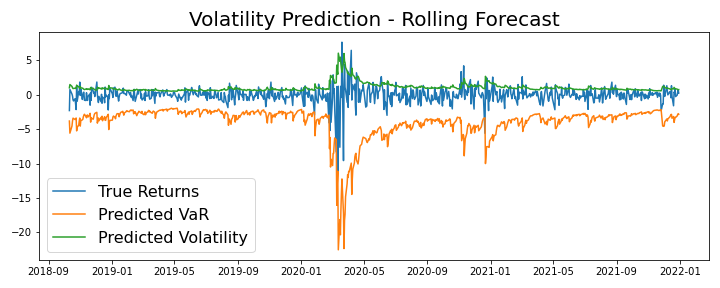 Volatility Prediction - Rolling Forecast
5
0
−5
−10
−15
−20
True Returns
Predicted VaR
Predicted Volatility
2018-09 2019-01 2019-05 2019-09 2020-01 2020-05 2020-09 2021-01 2021-05 2021-09 2022-01